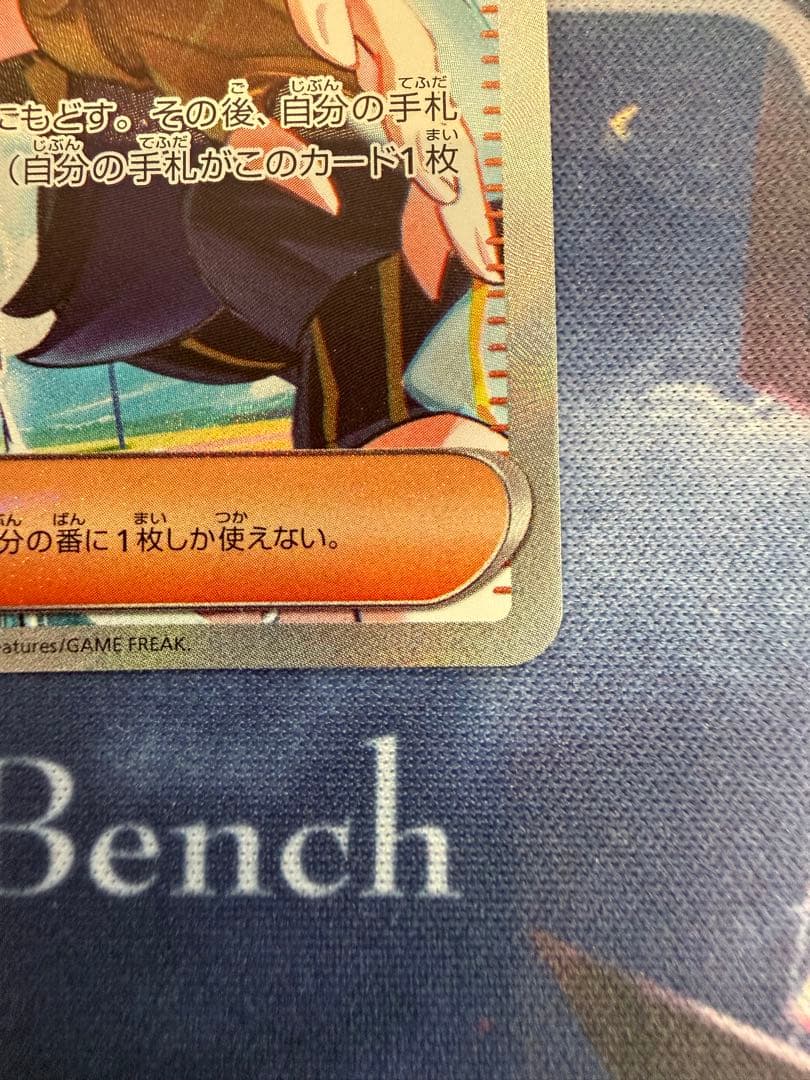 にもどす。その後、自分の手札
（自分の手札がこのカード1枚
分の番に1枚しか使えない。
eatures/GAME FREAK.
Bench